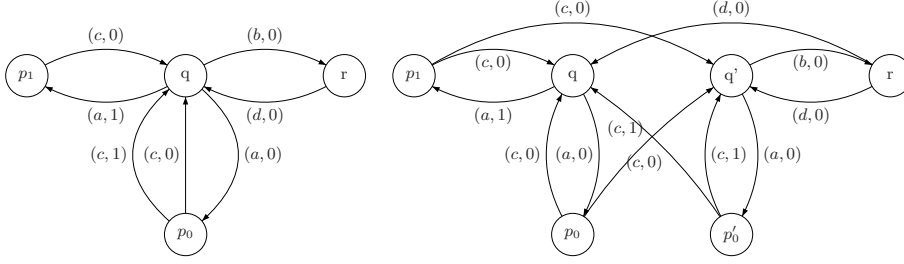 (c, 0)
(b, 0)
p₁
q
r
(a, 1)
(d, 0)
(c, 1)
(c, 0)
(a, 0)
p₀
(c, 0)
(d, 0)
(c, 0)
(b, 0)
p₁
q
q'
r
(a, 1)
(d, 0)
(c, 1)
(c, 0)
(a, 0)
(c, 0)
(c, 1)
(a, 0)
p₀
p₀′